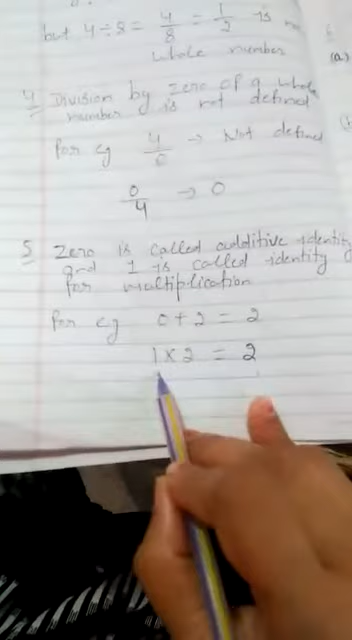 but 4 ÷ 8 = 4/8 = 1/2 is
whole number
4 Division by zero of a whole
number is not defined
for eg 4/0 → Not defined
0/4 → 0
5 Zero is called additive identity
and 1 is called identity
for multiplication
for eg 0 + 2 = 2
1 × 2 = 2
(a)